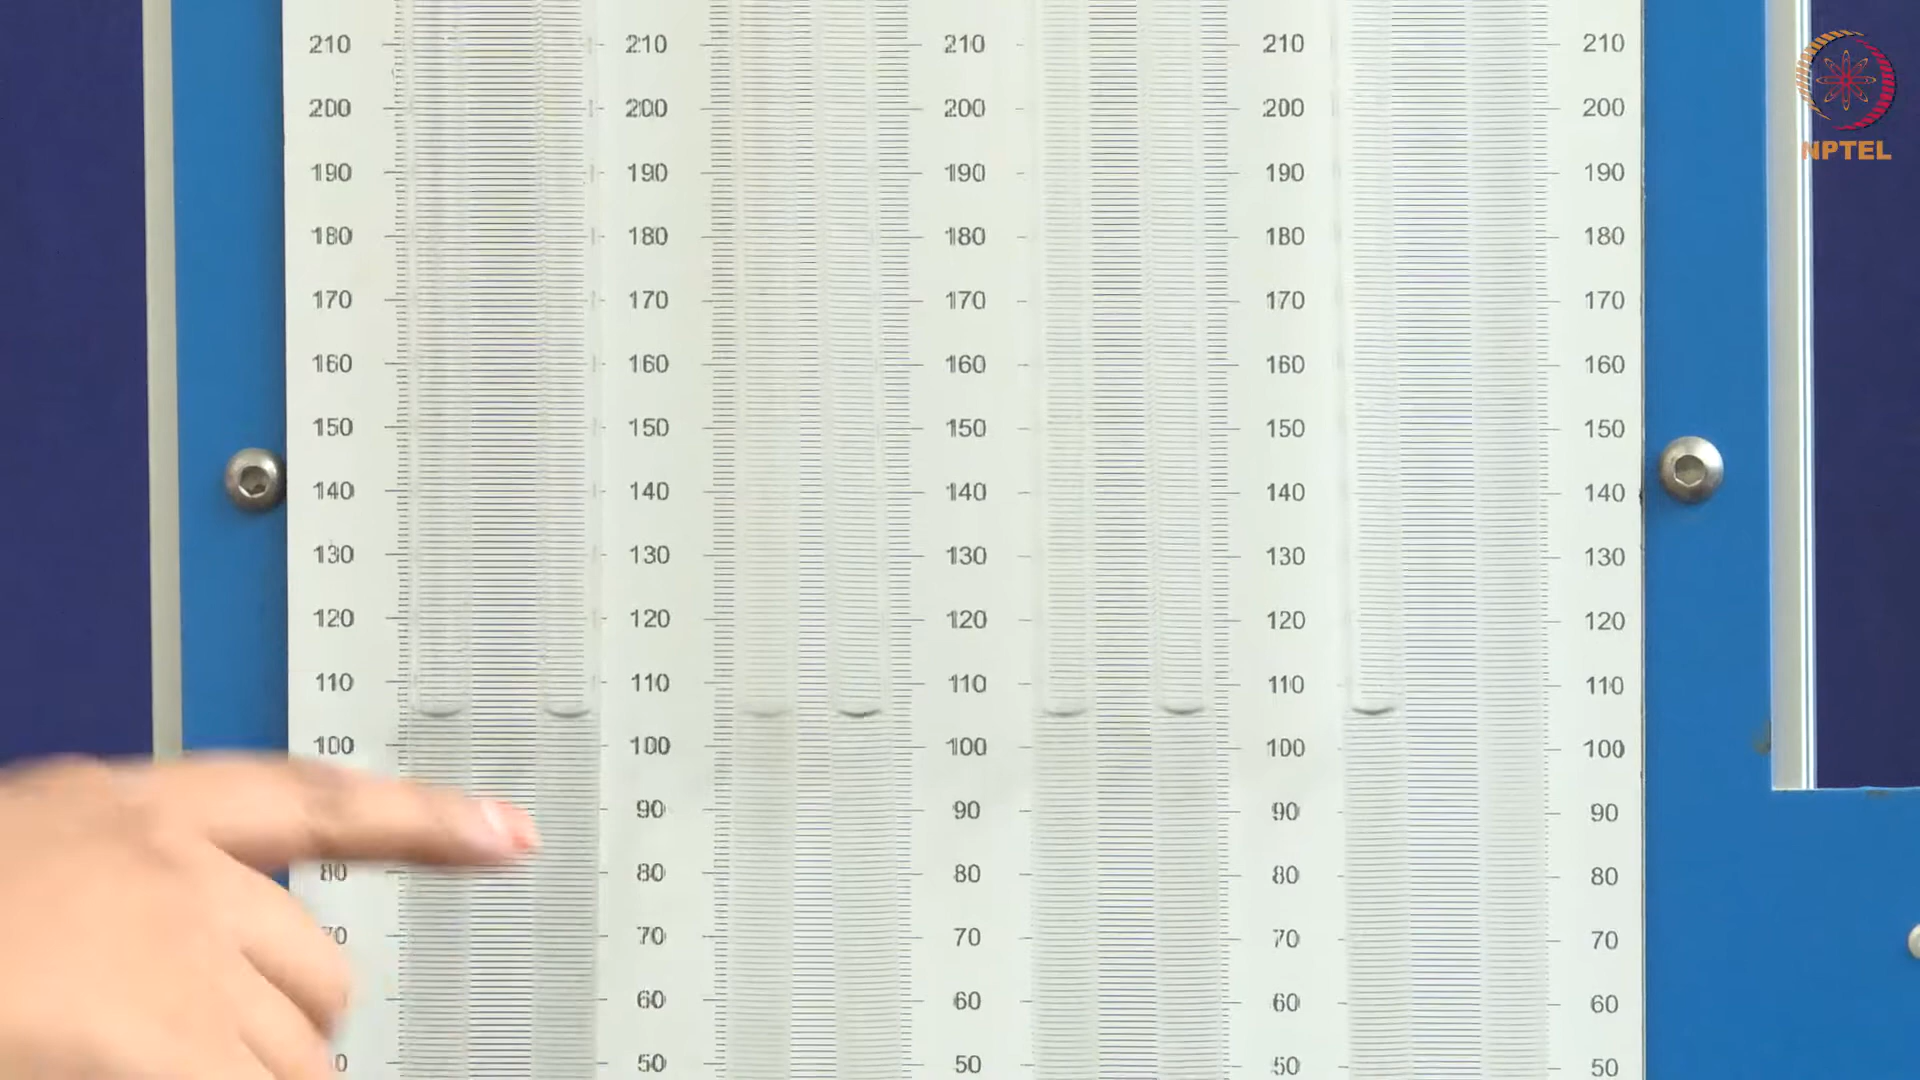 210 210 210 210 210
200 200 200 200 200
NPTEL
190 190 190 190 190
180 180 180 180 180
170 170 170 170 170
160 160 160 160 160
150 150 150 150 150
140 140 140 140 140
130 130 130 130 130
120 120 120 120 120
110 110 110 110 110
100 100 100 100 100
90 90 90 90
80 80 80 80 80
70 70 70 70
60 60 60 60
50 50 50 50